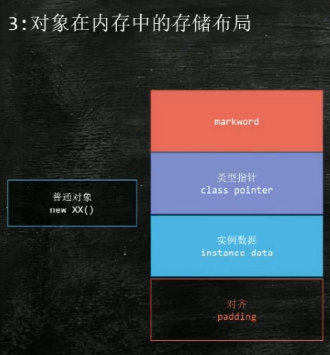 3:对象在内存中的存储布局
markword
类型指针
class pointer
普通对象
new XX()
实例数据
instance data
对齐
padding